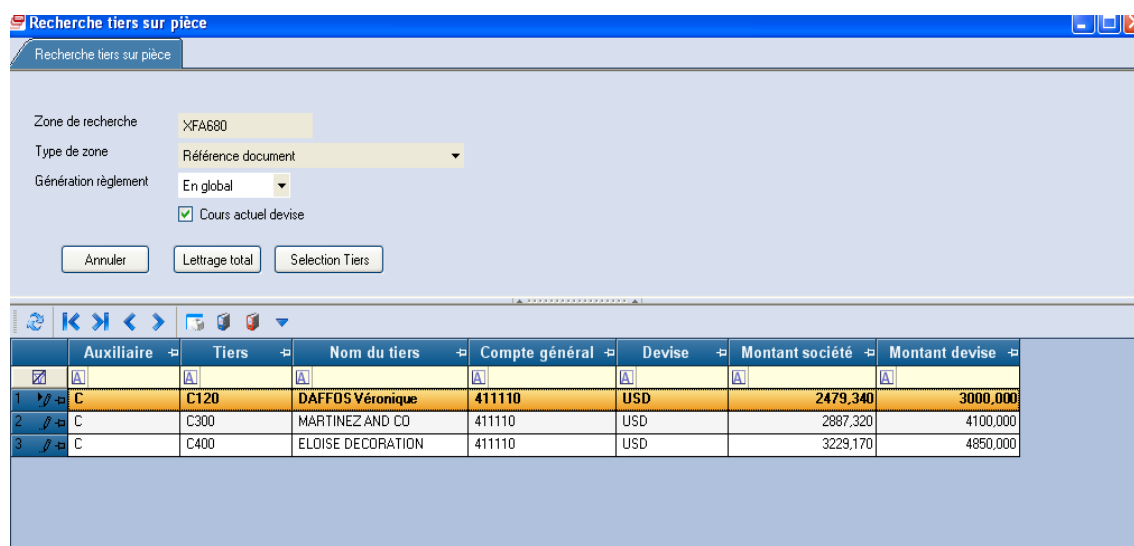 Recherche tiers sur pièce
Recherche tiers sur pièce
Zone de recherche XFA680
Type de zone Référence document
Génération règlement En global
Cours actuel devise
Annuler Lettrage total Selection Tiers
Auxiliaire Tiers Nom du tiers Compte général Devise Montant société Montant devise
A A A A A A A
1 C C120 DAFFOS Véronique 411110 USD 2479,340 3000,000
2 C C300 MARTINEZ AND CO 411110 USD 2887,320 4100,000
3 C C400 ELOISE DECORATION 411110 USD 3229,170 4850,000